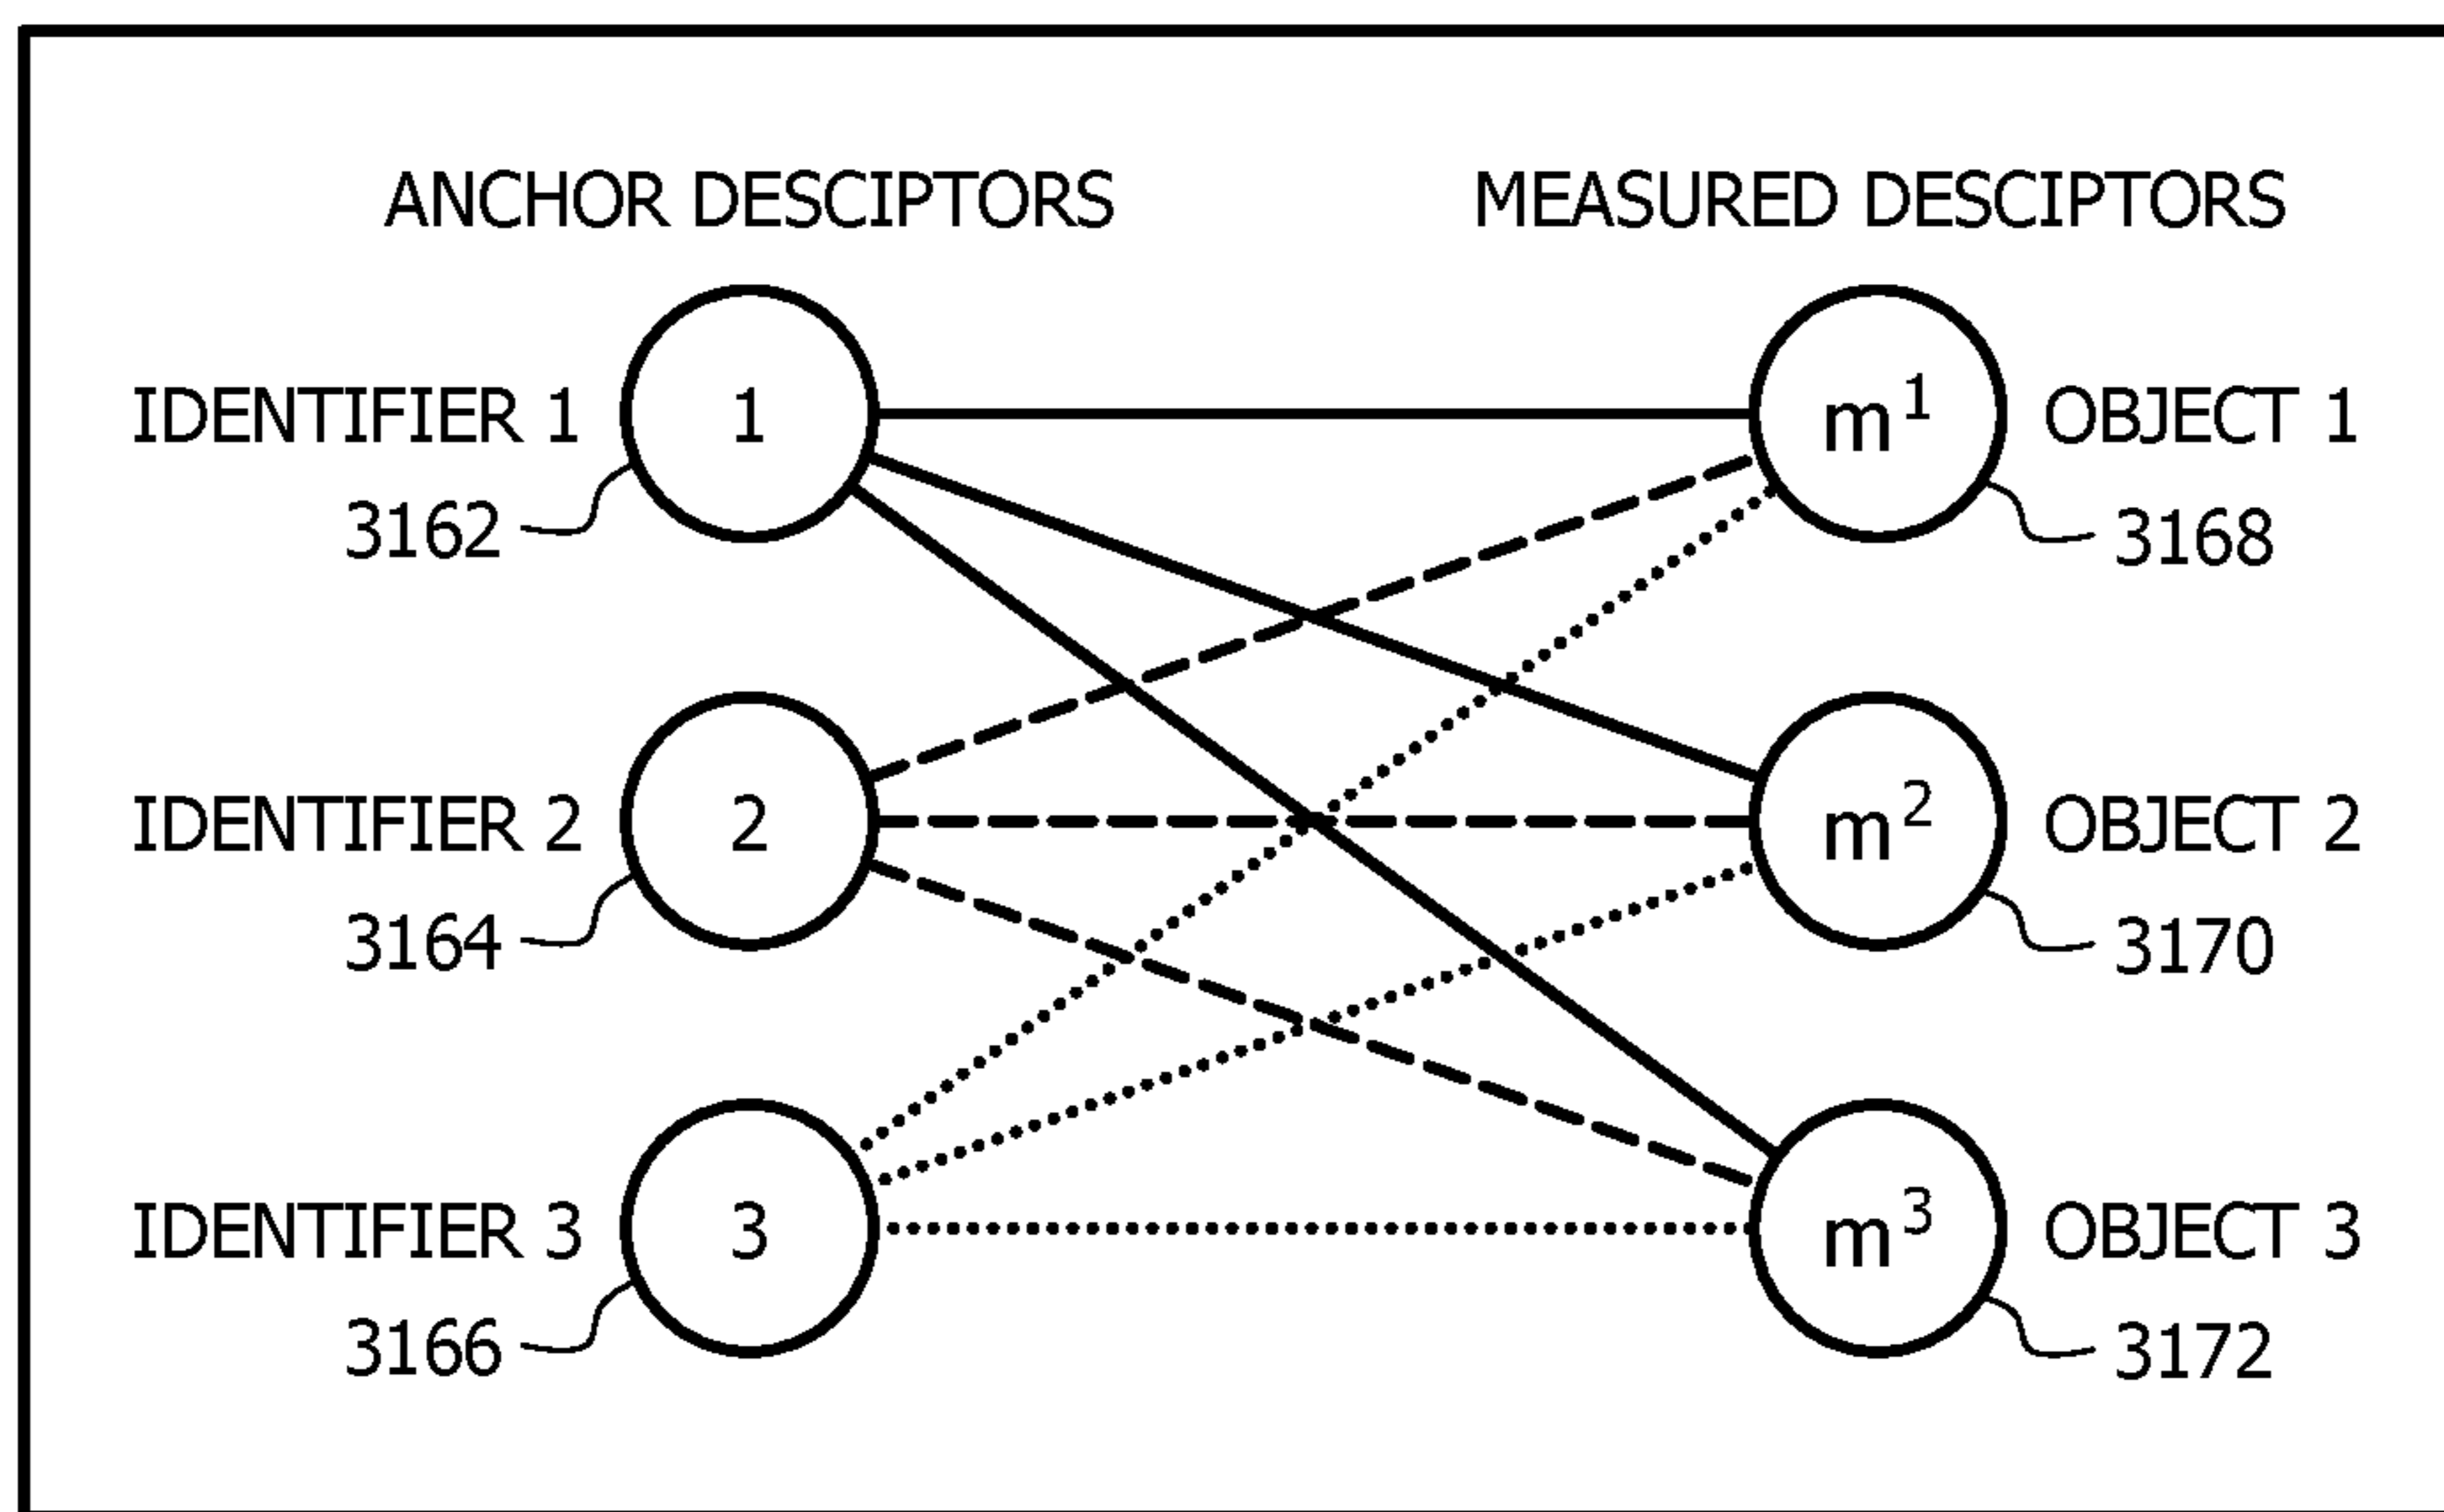 ANCHOR DESCIPTORS MEASURED DESCIPTORS
IDENTIFIER 1 1 m¹ OBJECT 1
3162 3168
IDENTIFIER 2 2 m² OBJECT 2
3164 3170
IDENTIFIER 3 3 m³ OBJECT 3
3166 3172